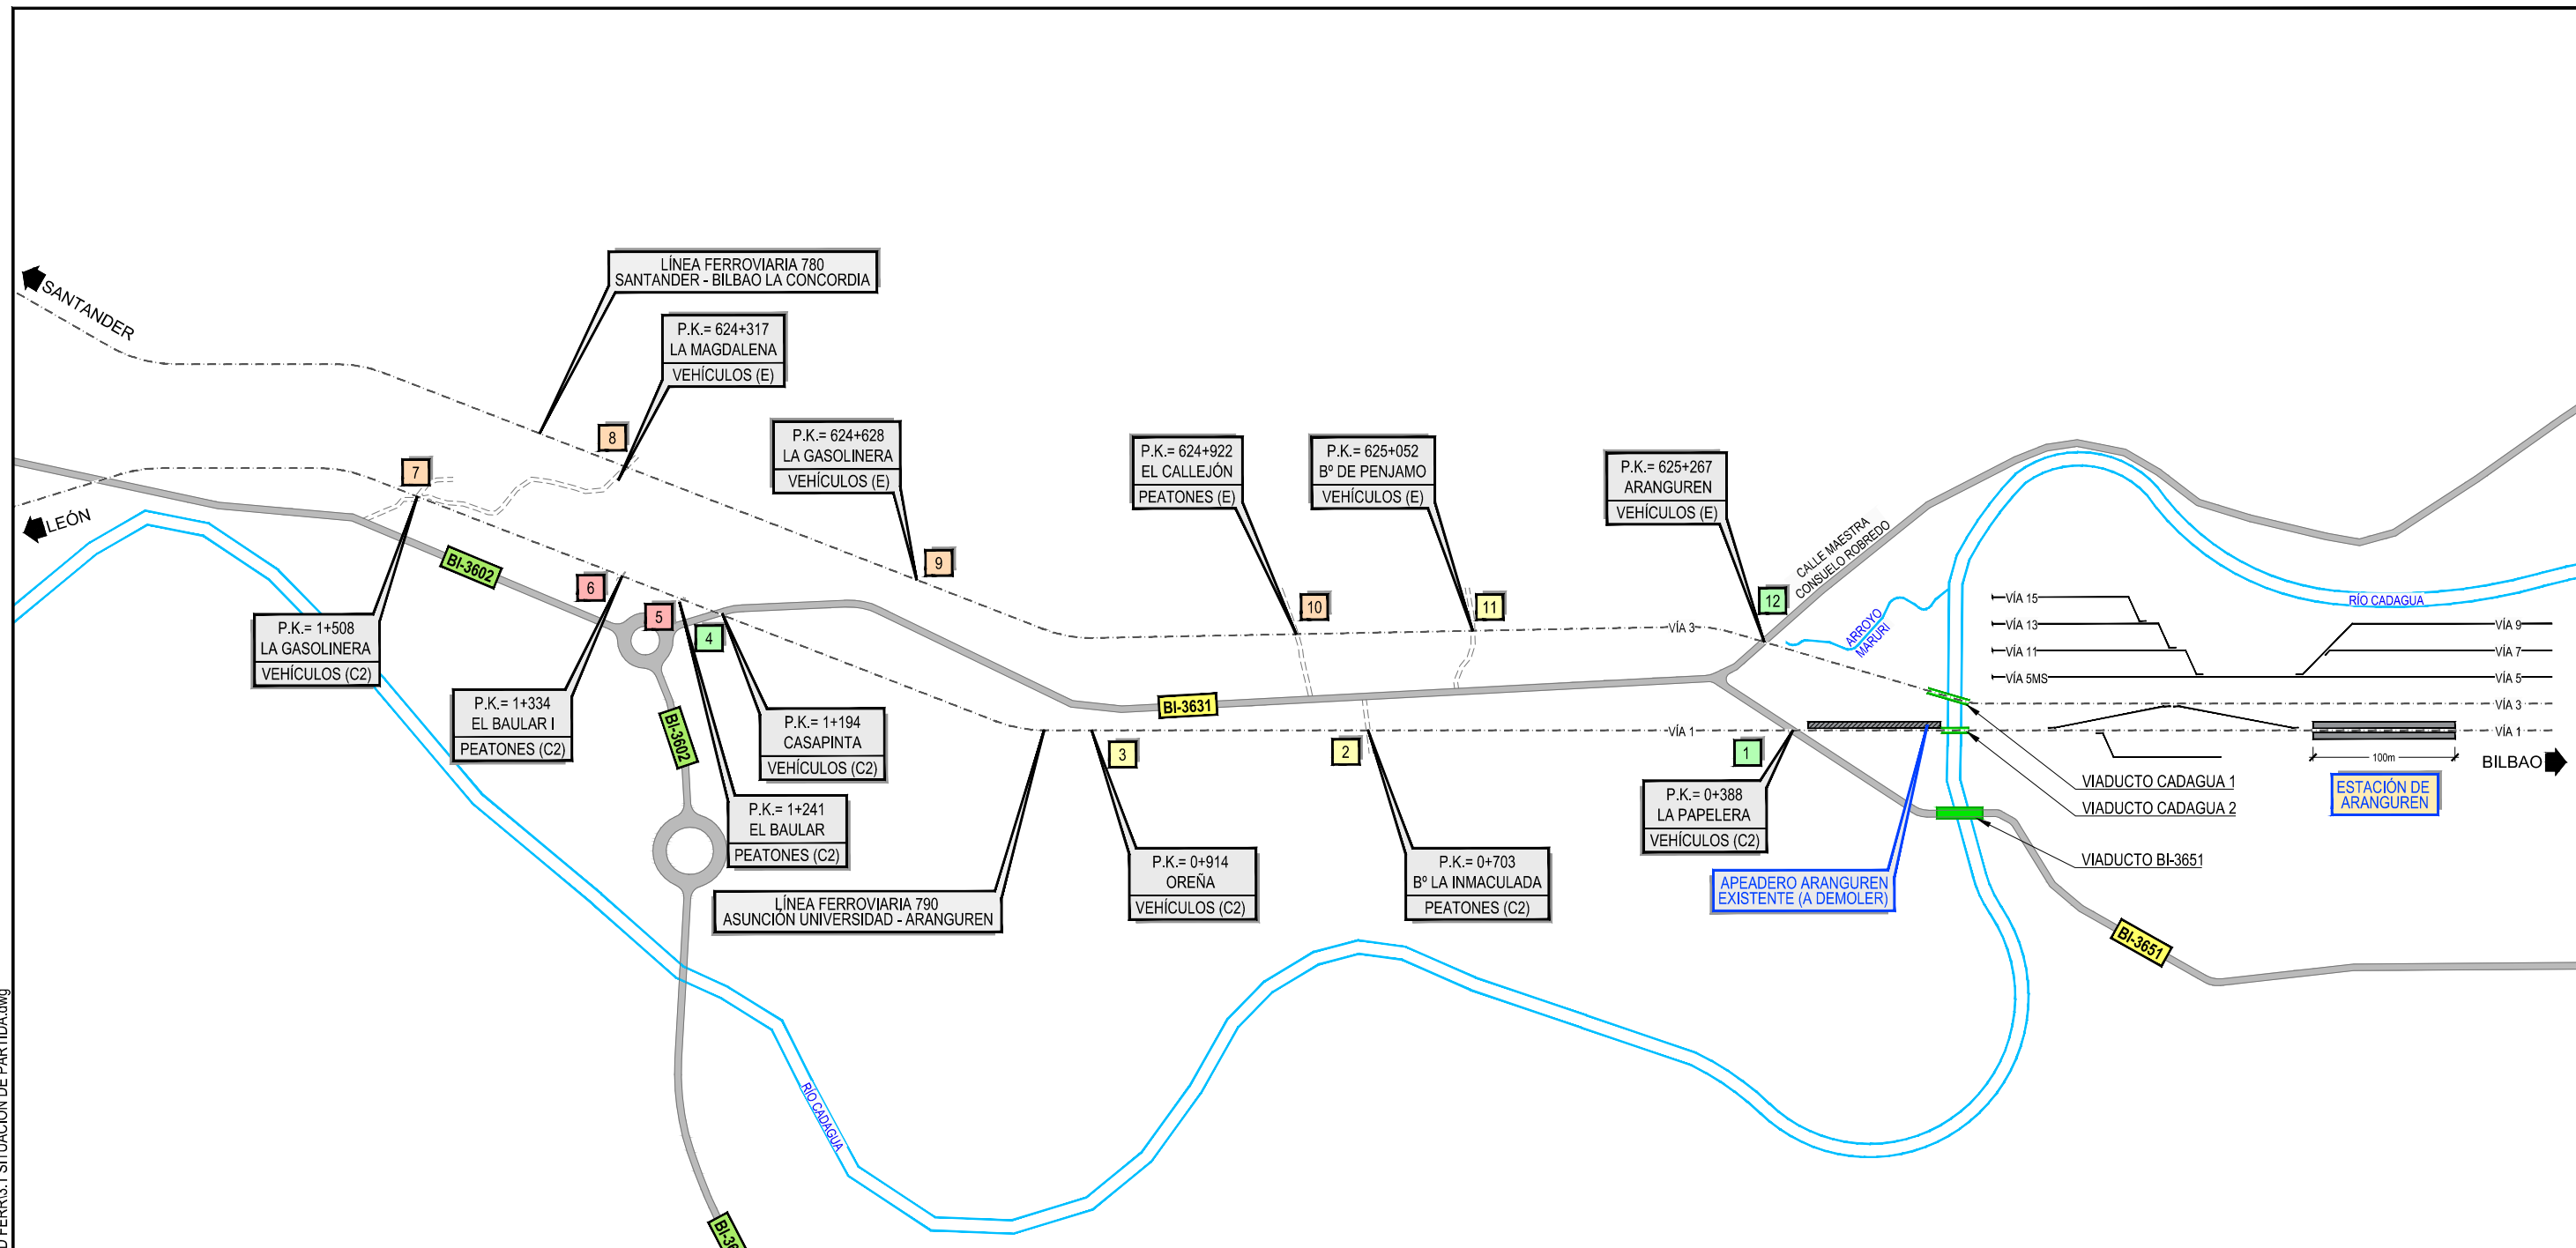 SANTANDER
LEÓN
LÍNEA FERROVIARIA 780
SANTANDER - BILBAO LA CONCORDIA
P.K.= 624+317
LA MAGDALENA
VEHÍCULOS (E)
8
7
P.K.= 624+628
LA GASOLINERA
VEHÍCULOS (E)
9
P.K.= 624+922
EL CALLEJÓN
PEATONES (E)
10
P.K.= 625+052
Bº DE PENJAMO
VEHÍCULOS (E)
11
P.K.= 625+267
ARANGUREN
VEHÍCULOS (E)
12
CALLE MAESTRA
CONSUELO ROBREDO
ARROYO
MARURI
RÍO CADAGUA
VÍA 15
VÍA 13
VÍA 11
VÍA 5MS
VÍA 9
VÍA 7
VÍA 5
VÍA 3
VÍA 1
100m
BILBAO
ESTACIÓN DE
ARANGUREN
VIADUCTO CADAGUA 1
VIADUCTO CADAGUA 2
VIADUCTO BI-3651
BI-3651
VÍA 3
VÍA 1
BI-3631
BI-3602
6
5
4
P.K.= 1+508
LA GASOLINERA
VEHÍCULOS (C2)
P.K.= 1+334
EL BAULAR I
PEATONES (C2)
BI-3602
P.K.= 1+194
CASAPINTA
VEHÍCULOS (C2)
P.K.= 1+241
EL BAULAR
PEATONES (C2)
LÍNEA FERROVIARIA 790
ASUNCIÓN UNIVERSIDAD - ARANGUREN
3
P.K.= 0+914
OREÑA
VEHÍCULOS (C2)
2
P.K.= 0+703
Bº LA INMACULADA
PEATONES (C2)
1
P.K.= 0+388
LA PAPELERA
VEHÍCULOS (C2)
APEADERO ARANGUREN
EXISTENTE (A DEMOLER)
RÍO CADAGUA
SITUACIÓN DE PARTIDA.dwg